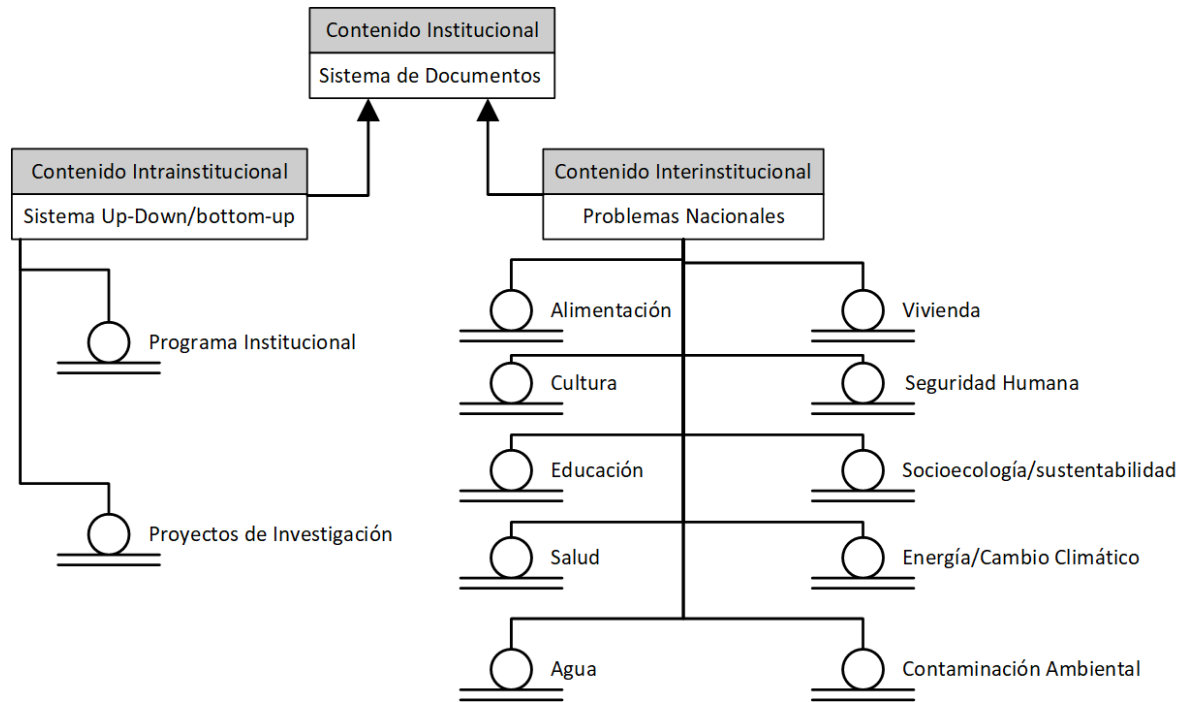 Contenido Institucional
Sistema de Documentos
Contenido Intrainstitucional
Sistema Up-Down/bottom-up
Programa Institucional
Proyectos de Investigación
Contenido Interinstitucional
Problemas Nacionales
Alimentación
Vivienda
Cultura
Seguridad Humana
Educación
Socioecología/sustentabilidad
Salud
Energía/Cambio Climático
Agua
Contaminación Ambiental